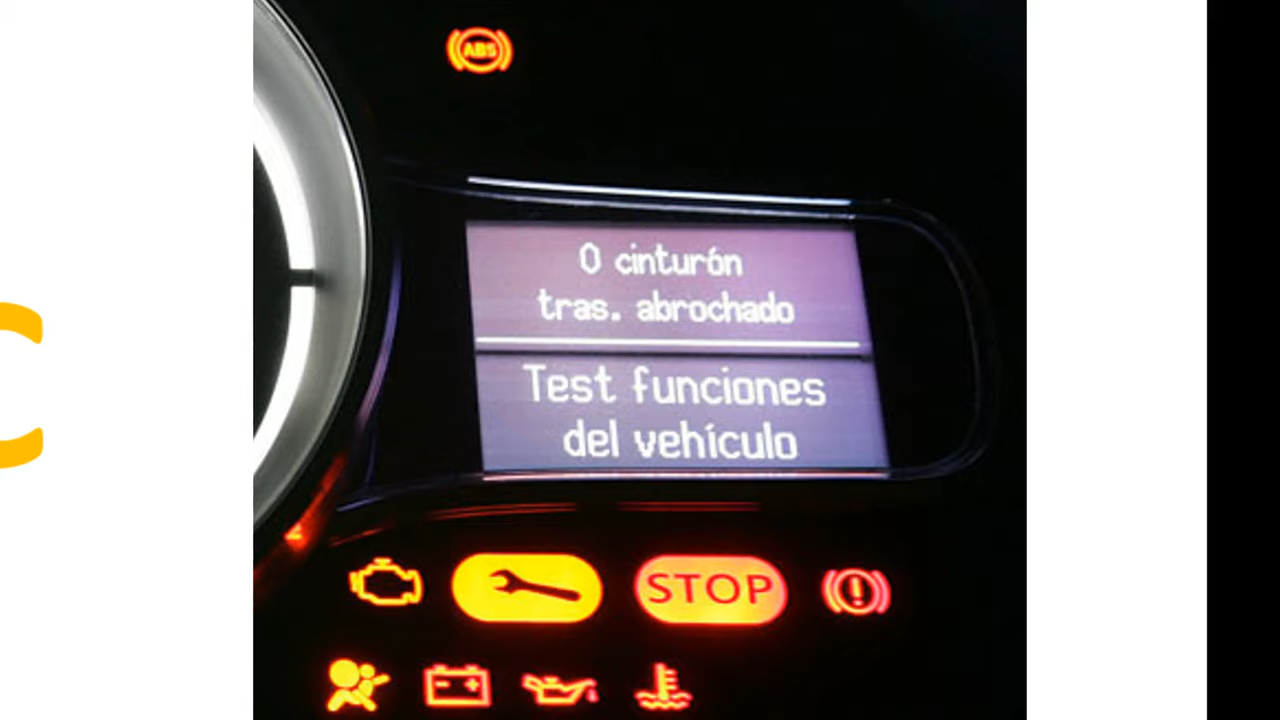 ABS
0 cinturón
tras. abrochado
Test funciones
del vehículo
STOP